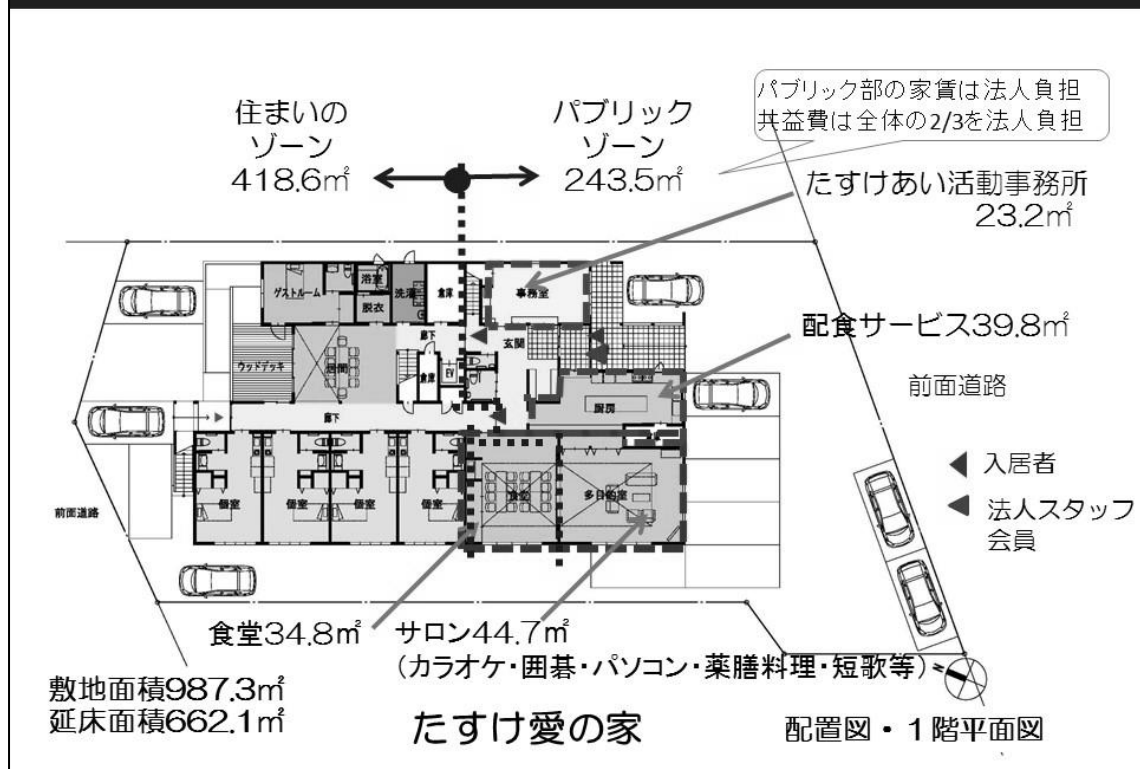 パブリック部の家賃は法人負担
共益費は全体の2/3を法人負担
住まいの
ゾーン
418.6㎡
パブリック
ゾーン
243.5㎡
たすけあい活動事務所
23.2㎡
ゲストルーム
浴室
脱衣
洗濯
倉庫
事務室
配食サービス39.8㎡
廊下
玄関
ウッドデッキ
居間
倉庫
EV
厨房
前面道路
廊下
入居者
個室
個室
個室
個室
食堂
多目的室
法人スタッフ
会員
前面道路
食堂34.8㎡
サロン44.7㎡
（カラオケ・囲碁・パソコン・薬膳料理・短歌等）
N
敷地面積987.3㎡
延床面積662.1㎡
たすけ愛の家
配置図・１階平面図